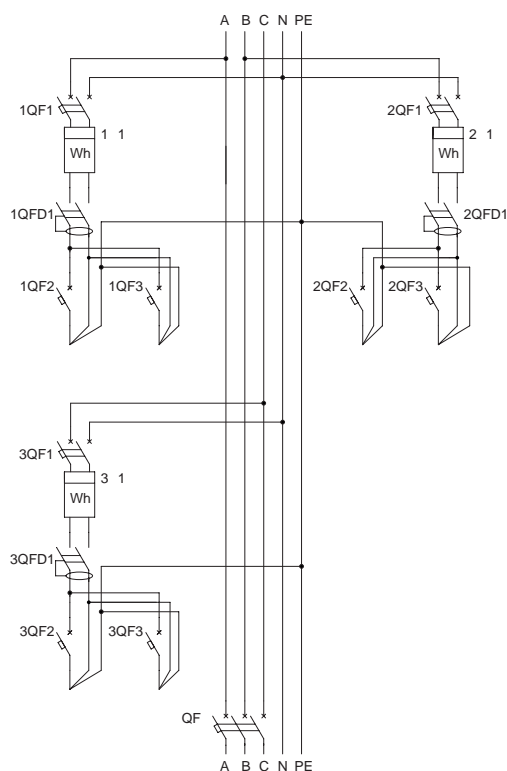 A B C N PE
1QF1
2QF1
1 1
2 1
Wh
Wh
1QFD1
2QFD1
1QF2
1QF3
2QF2
2QF3
3QF1
3 1
Wh
3QFD1
3QF2
3QF3
QF
A B C N PE